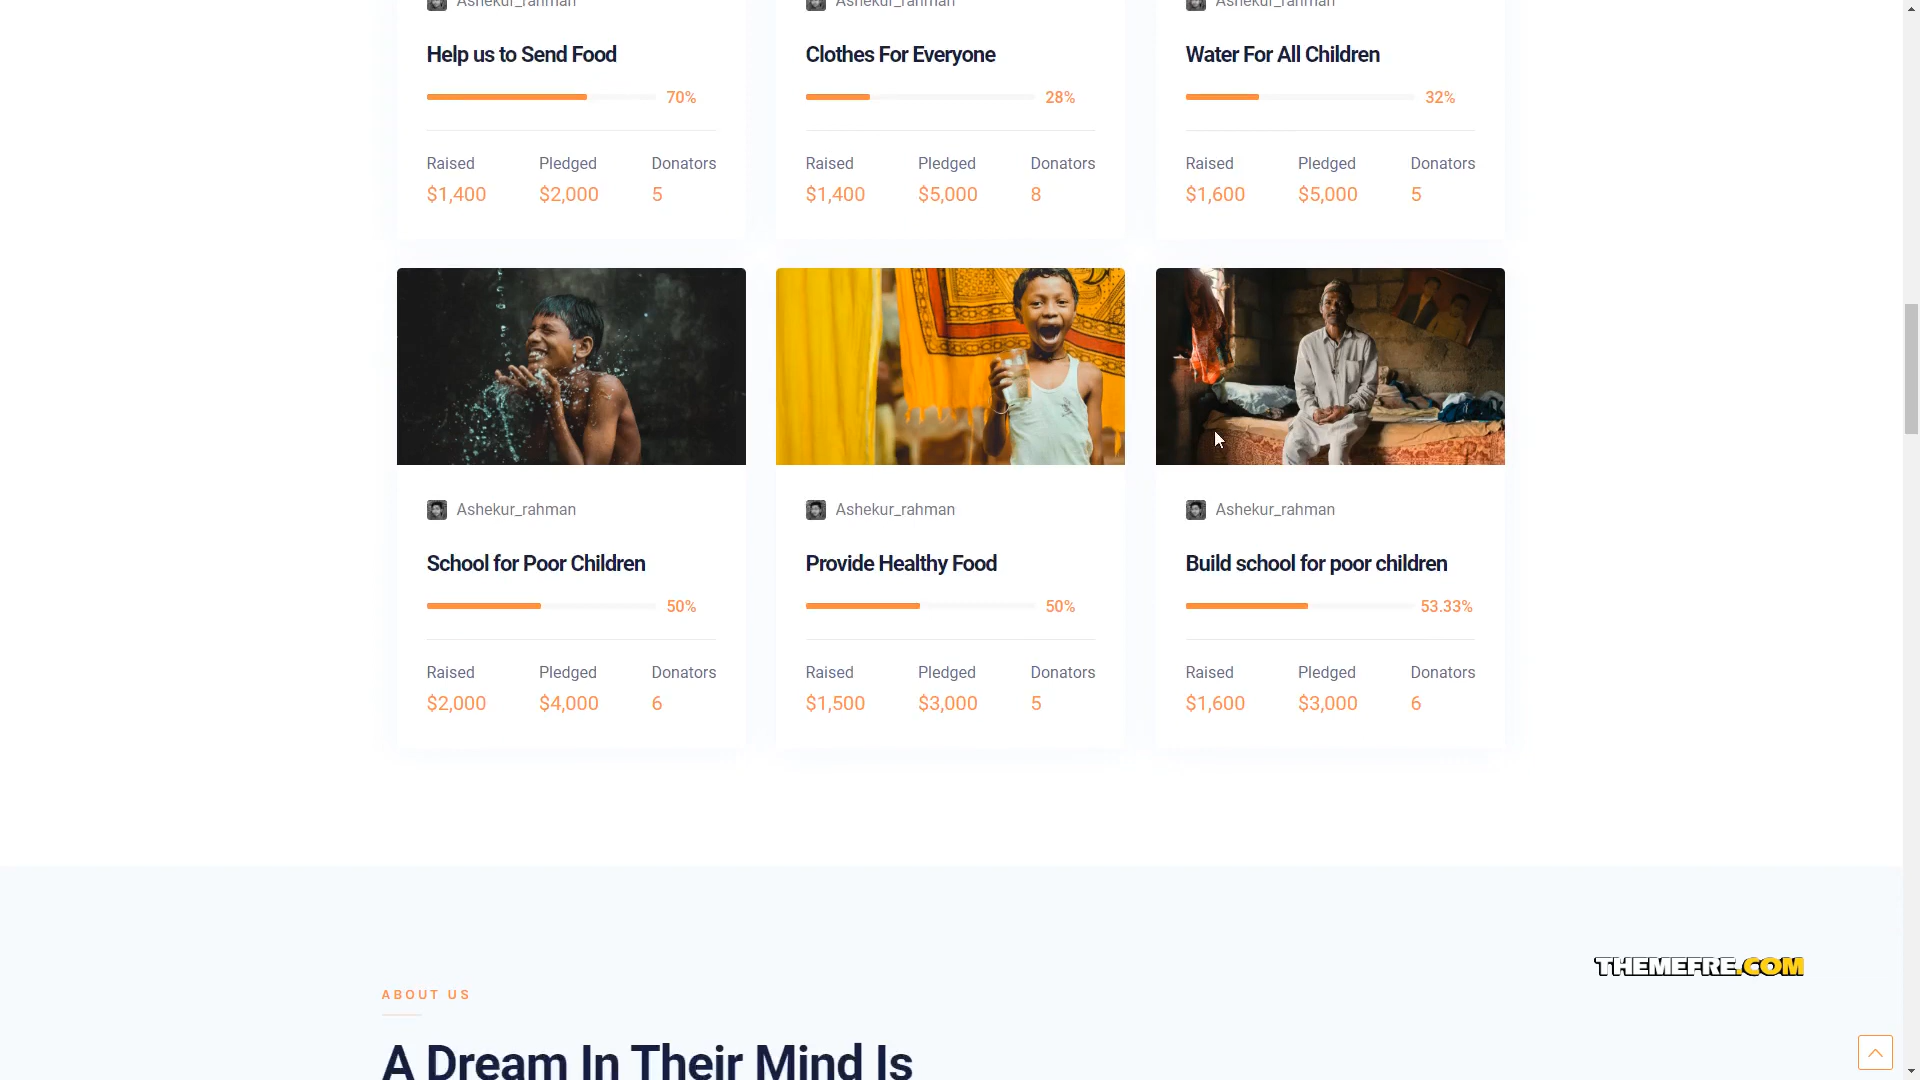 Ashekur_rahman Ashekur_rahman Ashekur_rahman
Help us to Send Food Clothes For Everyone Water For All Children
70% 28% 32%
Raised Pledged Donators Raised Pledged Donators Raised Pledged Donators
$1,400 $2,000 5 $1,400 $5,000 8 $1,600 $5,000 5
Ashekur_rahman Ashekur_rahman Ashekur_rahman
School for Poor Children Provide Healthy Food Build school for poor children
50% 50% 53.33%
Raised Pledged Donators Raised Pledged Donators Raised Pledged Donators
$2,000 $4,000 6 $1,500 $3,000 5 $1,600 $3,000 6
THEMEFRE.COM
ABOUT US
A Dream In Their Mind Is